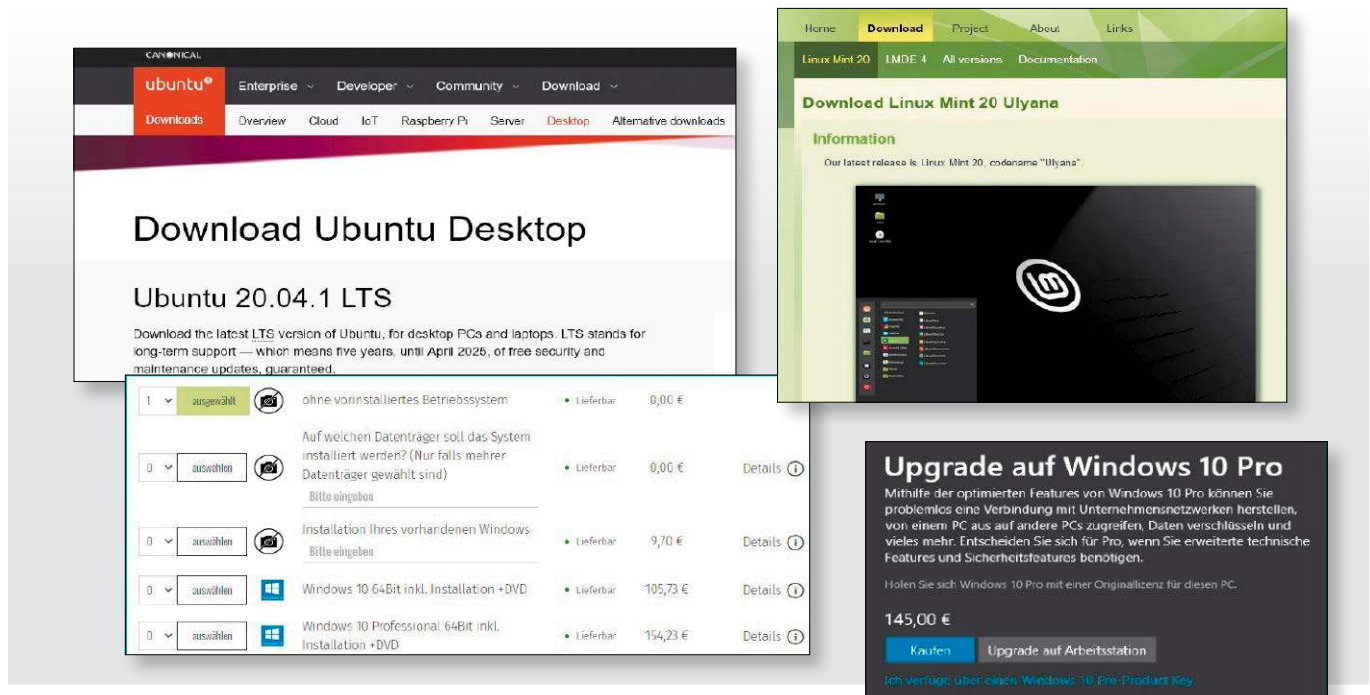 CANONICAL
ubuntu®
Enterprise
Developer
Community
Download
Downloads
Overview
Cloud
IoT
Raspberry Pi
Server
Desktop
Alternative downloads
Download Ubuntu Desktop
Ubuntu 20.04.1 LTS
Download the latest LTS version of Ubuntu, for desktop PCs and laptops. LTS stands for
long-term support — which means five years, until April 2025, of free security and
maintenance updates, guaranteed.
Home
Download
Project
About
Links
Linux Mint 20
LMDE 4
All versions
Documentation
Download Linux Mint 20 Ulyana
Information
Our latest release is Linux Mint 20, codename "Ulyana".
1 ausgewählt ohne vorinstalliertes Betriebssystem • Lieferbar 0,00 €
Auf welchen Datenträger soll das System
0 auswählen installiert werden? (Nur falls mehrer • Lieferbar 0,00 € Details
Datenträger gewählt sind)
Bitte eingeben
0 auswählen Installation Ihres vorhandenen Windows • Lieferbar 9,70 € Details
Bitte eingeben
0 auswählen Windows 10 64Bit inkl. Installation +DVD • Lieferbar 105,73 € Details
0 auswählen Windows 10 Professional 64Bit inkl. • Lieferbar 154,23 € Details
Installation +DVD
Upgrade auf Windows 10 Pro
Mithilfe der optimierten Features von Windows 10 Pro können Sie
problemlos eine Verbindung mit Unternehmensnetzwerken herstellen,
von einem PC aus auf andere PCs zugreifen, Daten verschlüsseln und
vieles mehr. Entscheiden Sie sich für Pro, wenn Sie erweiterte technische
Features und Sicherheitsfeatures benötigen.
Holen Sie sich Windows 10 Pro mit einer Originallizenz für diesen PC.
145,00 €
Kaufen
Upgrade auf Arbeitsstation
Ich verfüge über einen Windows 10 Pro-Product Key